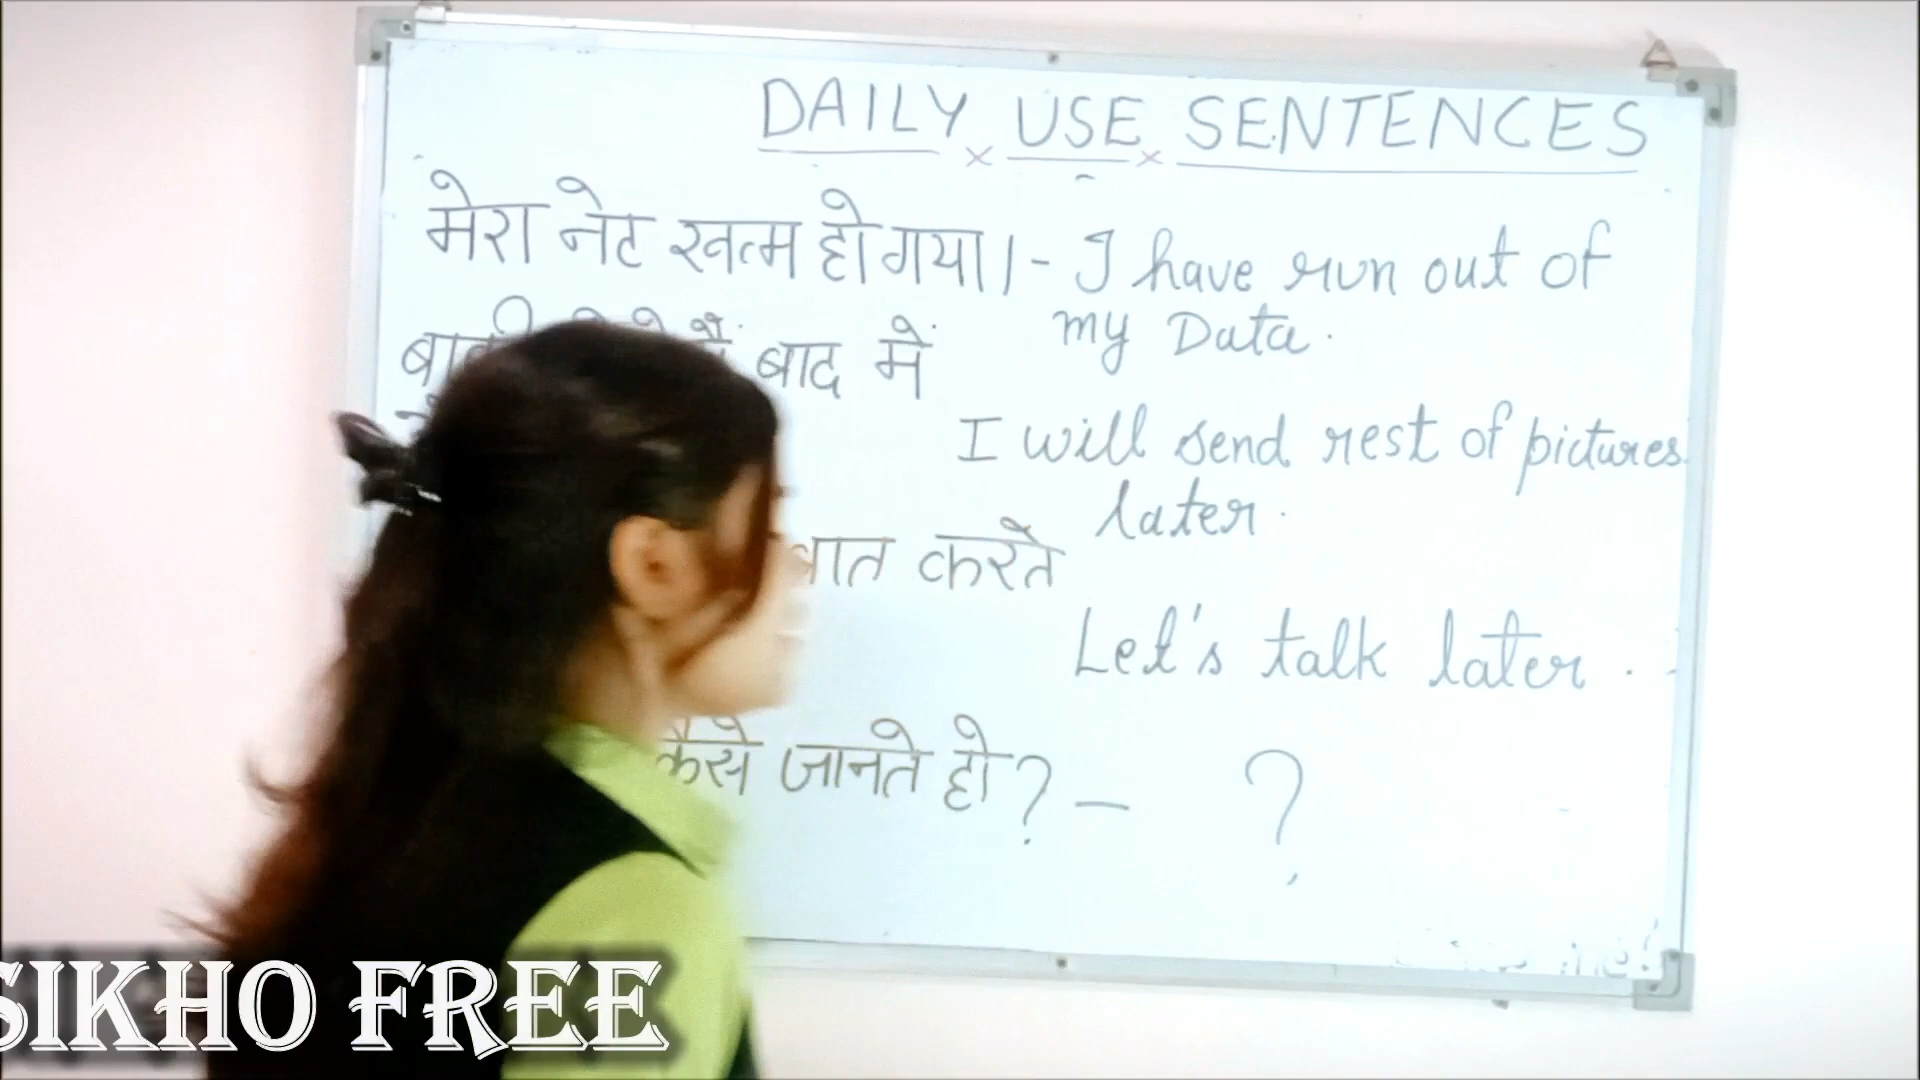 DAILY USE SENTENCES
मेरा नेट खत्म हो गया। - I have run out of
my Data.
बाद में
I will send rest of pictures
later.
बात करते
Let's talk later.
कैसे जानते हो? - ?
SIKHO FREE